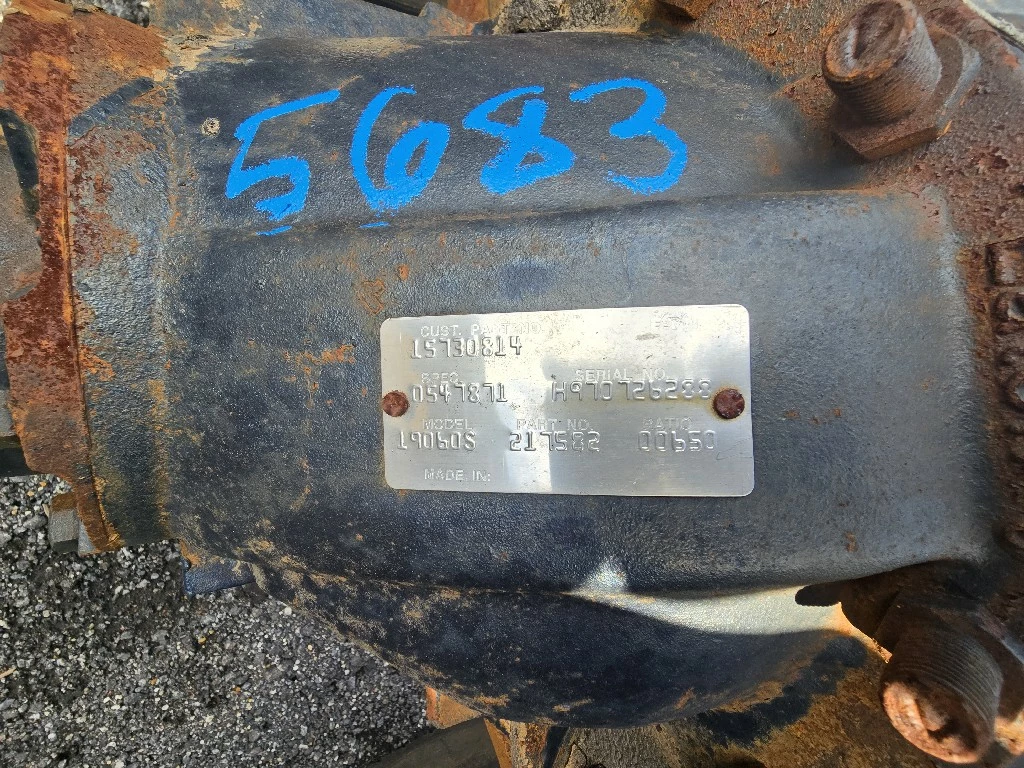 5683
CUST. PART NO.
15730814
SPEC. SERIAL NO.
0547871 H970726288
MODEL PART NO. RATIO
19060S 217582 00650
MADE IN: